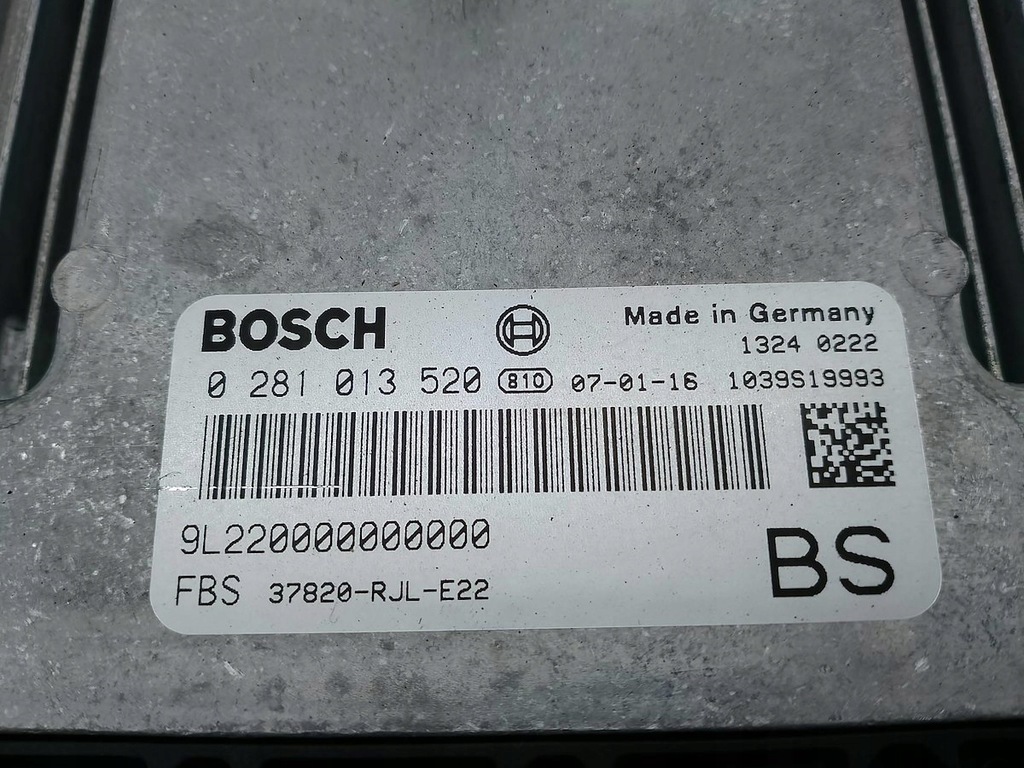 BOSCH
Made in Germany
1324 0222
0 281 013 520 810 07-01-16 1039S19993
9L220000000000
BS
FBS 37820-RJL-E22